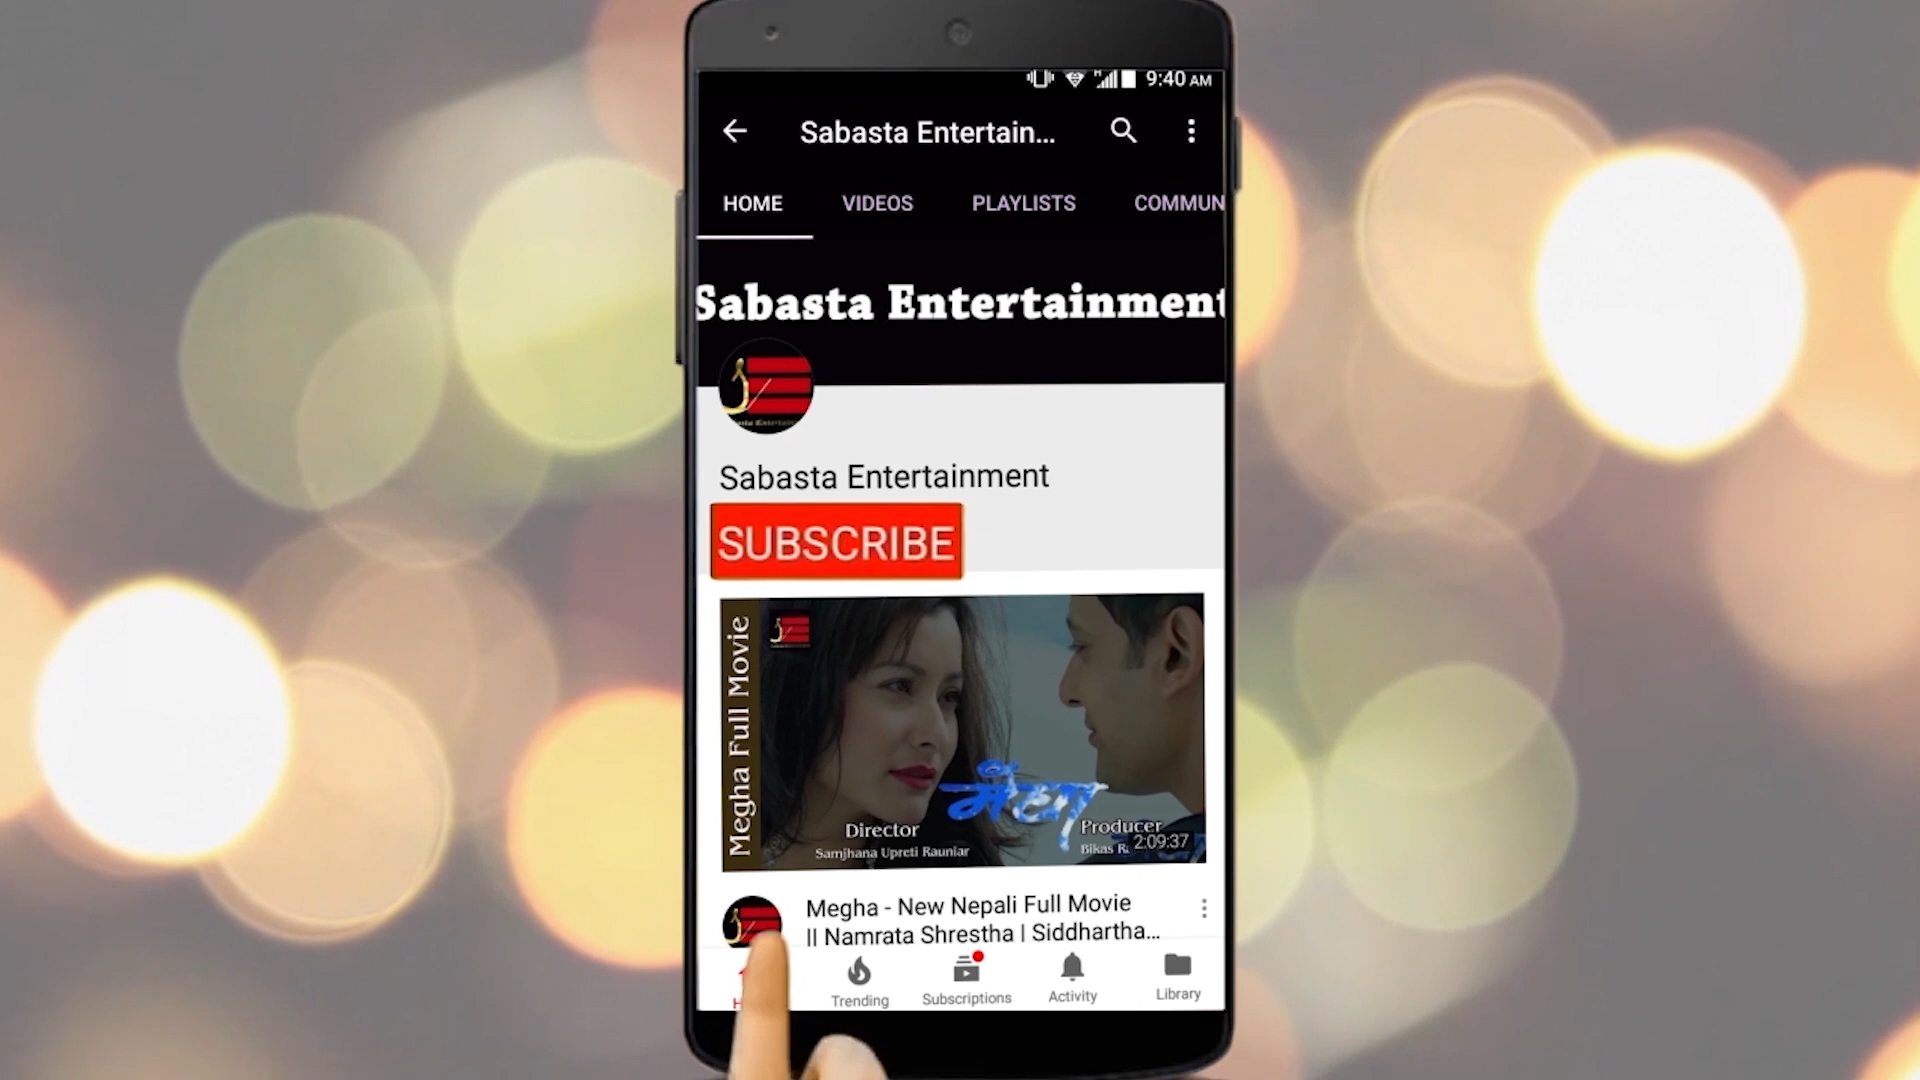 9:40 AM
Sabasta Entertain...
HOME VIDEOS PLAYLISTS COMMUN
Sabasta Entertainment
Sabasta Entertainment
SUBSCRIBE
Megha Full Movie
मेघा
Director
Samjhana Upreti Rauniar
Producer
Bikas R
2:09:37
Megha - New Nepali Full Movie
|| Namrata Shrestha | Siddhartha...
Trending Subscriptions Activity Library